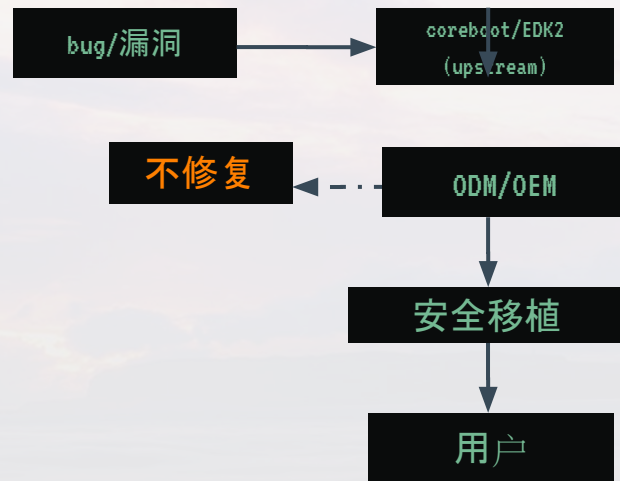 bug/漏洞
coreboot/EDK2
(upstream)
不修复
ODM/OEM
安全移植
用户